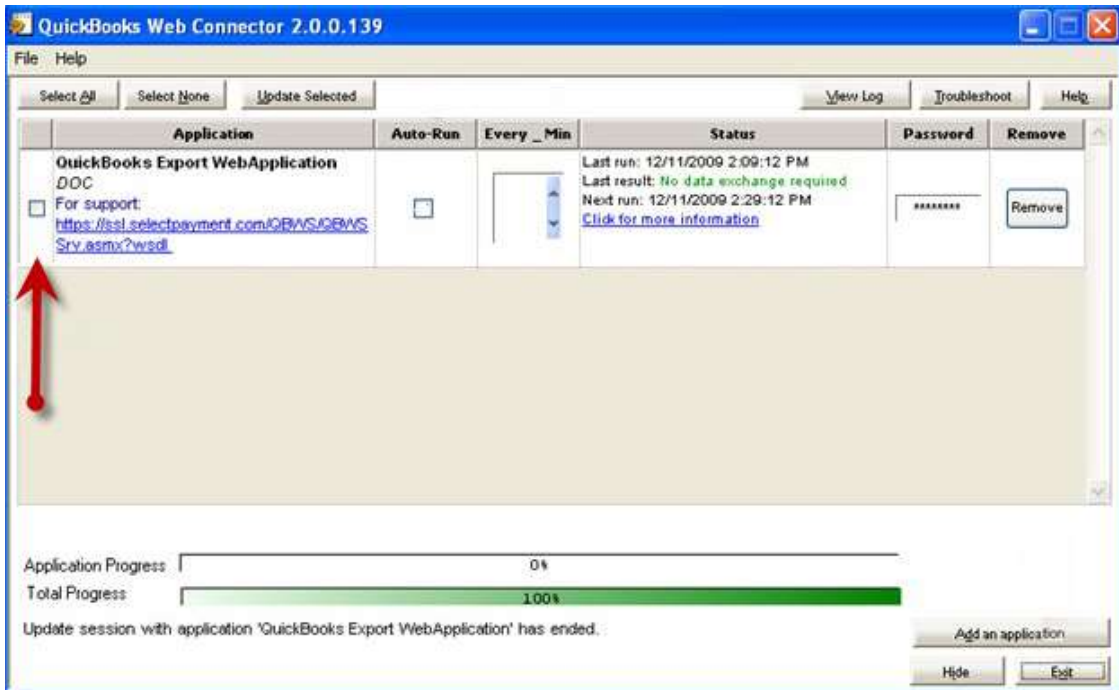 QuickBooks Web Connector 2.0.0.139
File Help
Select All Select None Update Selected View Log Troubleshoot Help
Application Auto-Run Every _Min Status Password Remove
QuickBooks Export WebApplication
DOC
For support:
https://ssl.selectpayment.com/QBWS/QBWS
Srv.asmx?wsdl
Last run: 12/11/2009 2:09:12 PM
Last result: No data exchange required
Next run: 12/11/2009 2:29:12 PM
Click for more information
********
Remove
Application Progress 0%
Total Progress 100%
Update session with application 'QuickBooks Export WebApplication' has ended.
Add an application
Hide Exit